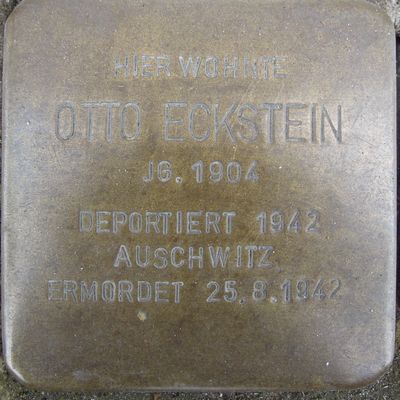 HIER WOHNTE
OTTO ECKSTEIN
JG. 1904
DEPORTIERT 1942
AUSCHWITZ
ERMORDET 25.8.1942